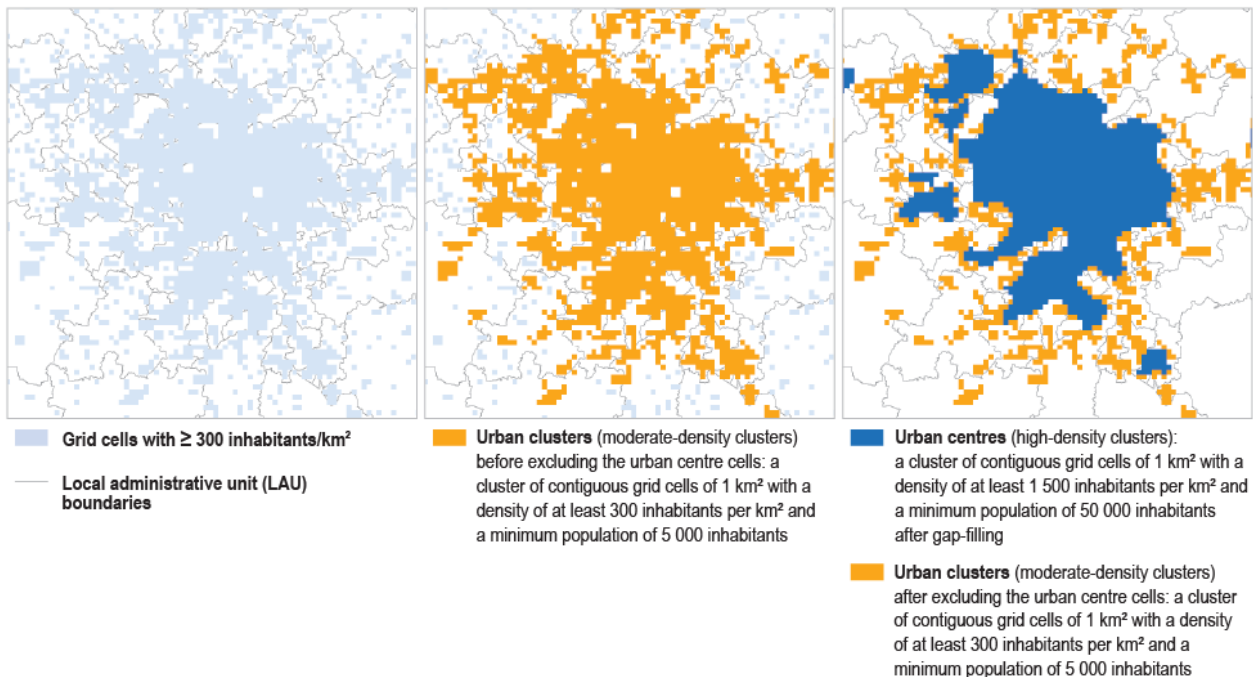 Grid cells with ≥ 300 inhabitants/km²
Local administrative unit (LAU)
boundaries
Urban clusters (moderate-density clusters)
before excluding the urban centre cells: a
cluster of contiguous grid cells of 1 km² with a
density of at least 300 inhabitants per km² and
a minimum population of 5 000 inhabitants
Urban centres (high-density clusters):
a cluster of contiguous grid cells of 1 km² with a
density of at least 1 500 inhabitants per km² and
a minimum population of 50 000 inhabitants
after gap-filling
Urban clusters (moderate-density clusters)
after excluding the urban centre cells: a cluster
of contiguous grid cells of 1 km² with a density
of at least 300 inhabitants per km² and a
minimum population of 5 000 inhabitants